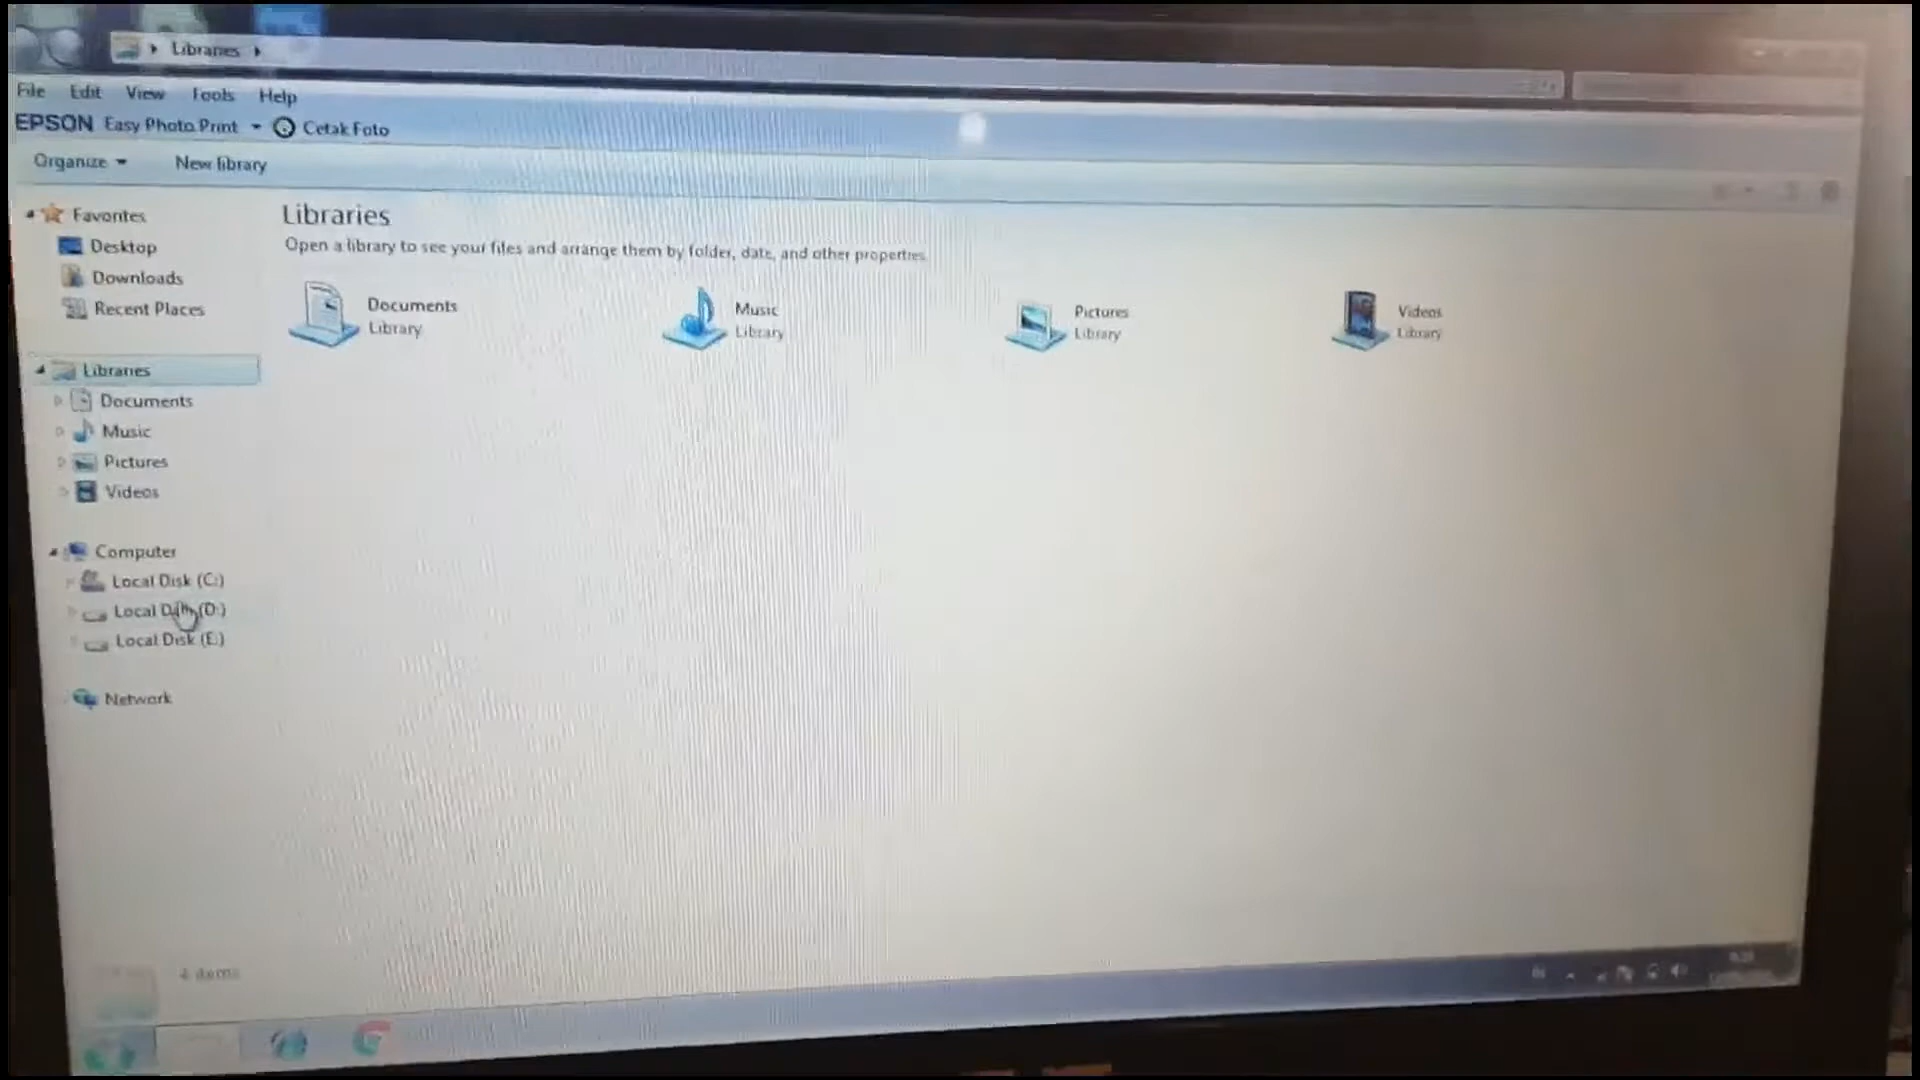 Libraries
File Edit View Tools Help
EPSON Easy Photo Print Cetak Foto
Organize New library
Favorites
Desktop
Downloads
Recent Places
Libraries
Documents
Music
Pictures
Videos
Computer
Local Disk (C:)
Local (D:)
Local Disk (E:)
Network
Libraries
Open a library to see your files and arrange them by folder, date, and other properties.
Documents
Library
Music
Library
Pictures
Library
Videos
Library
4 items